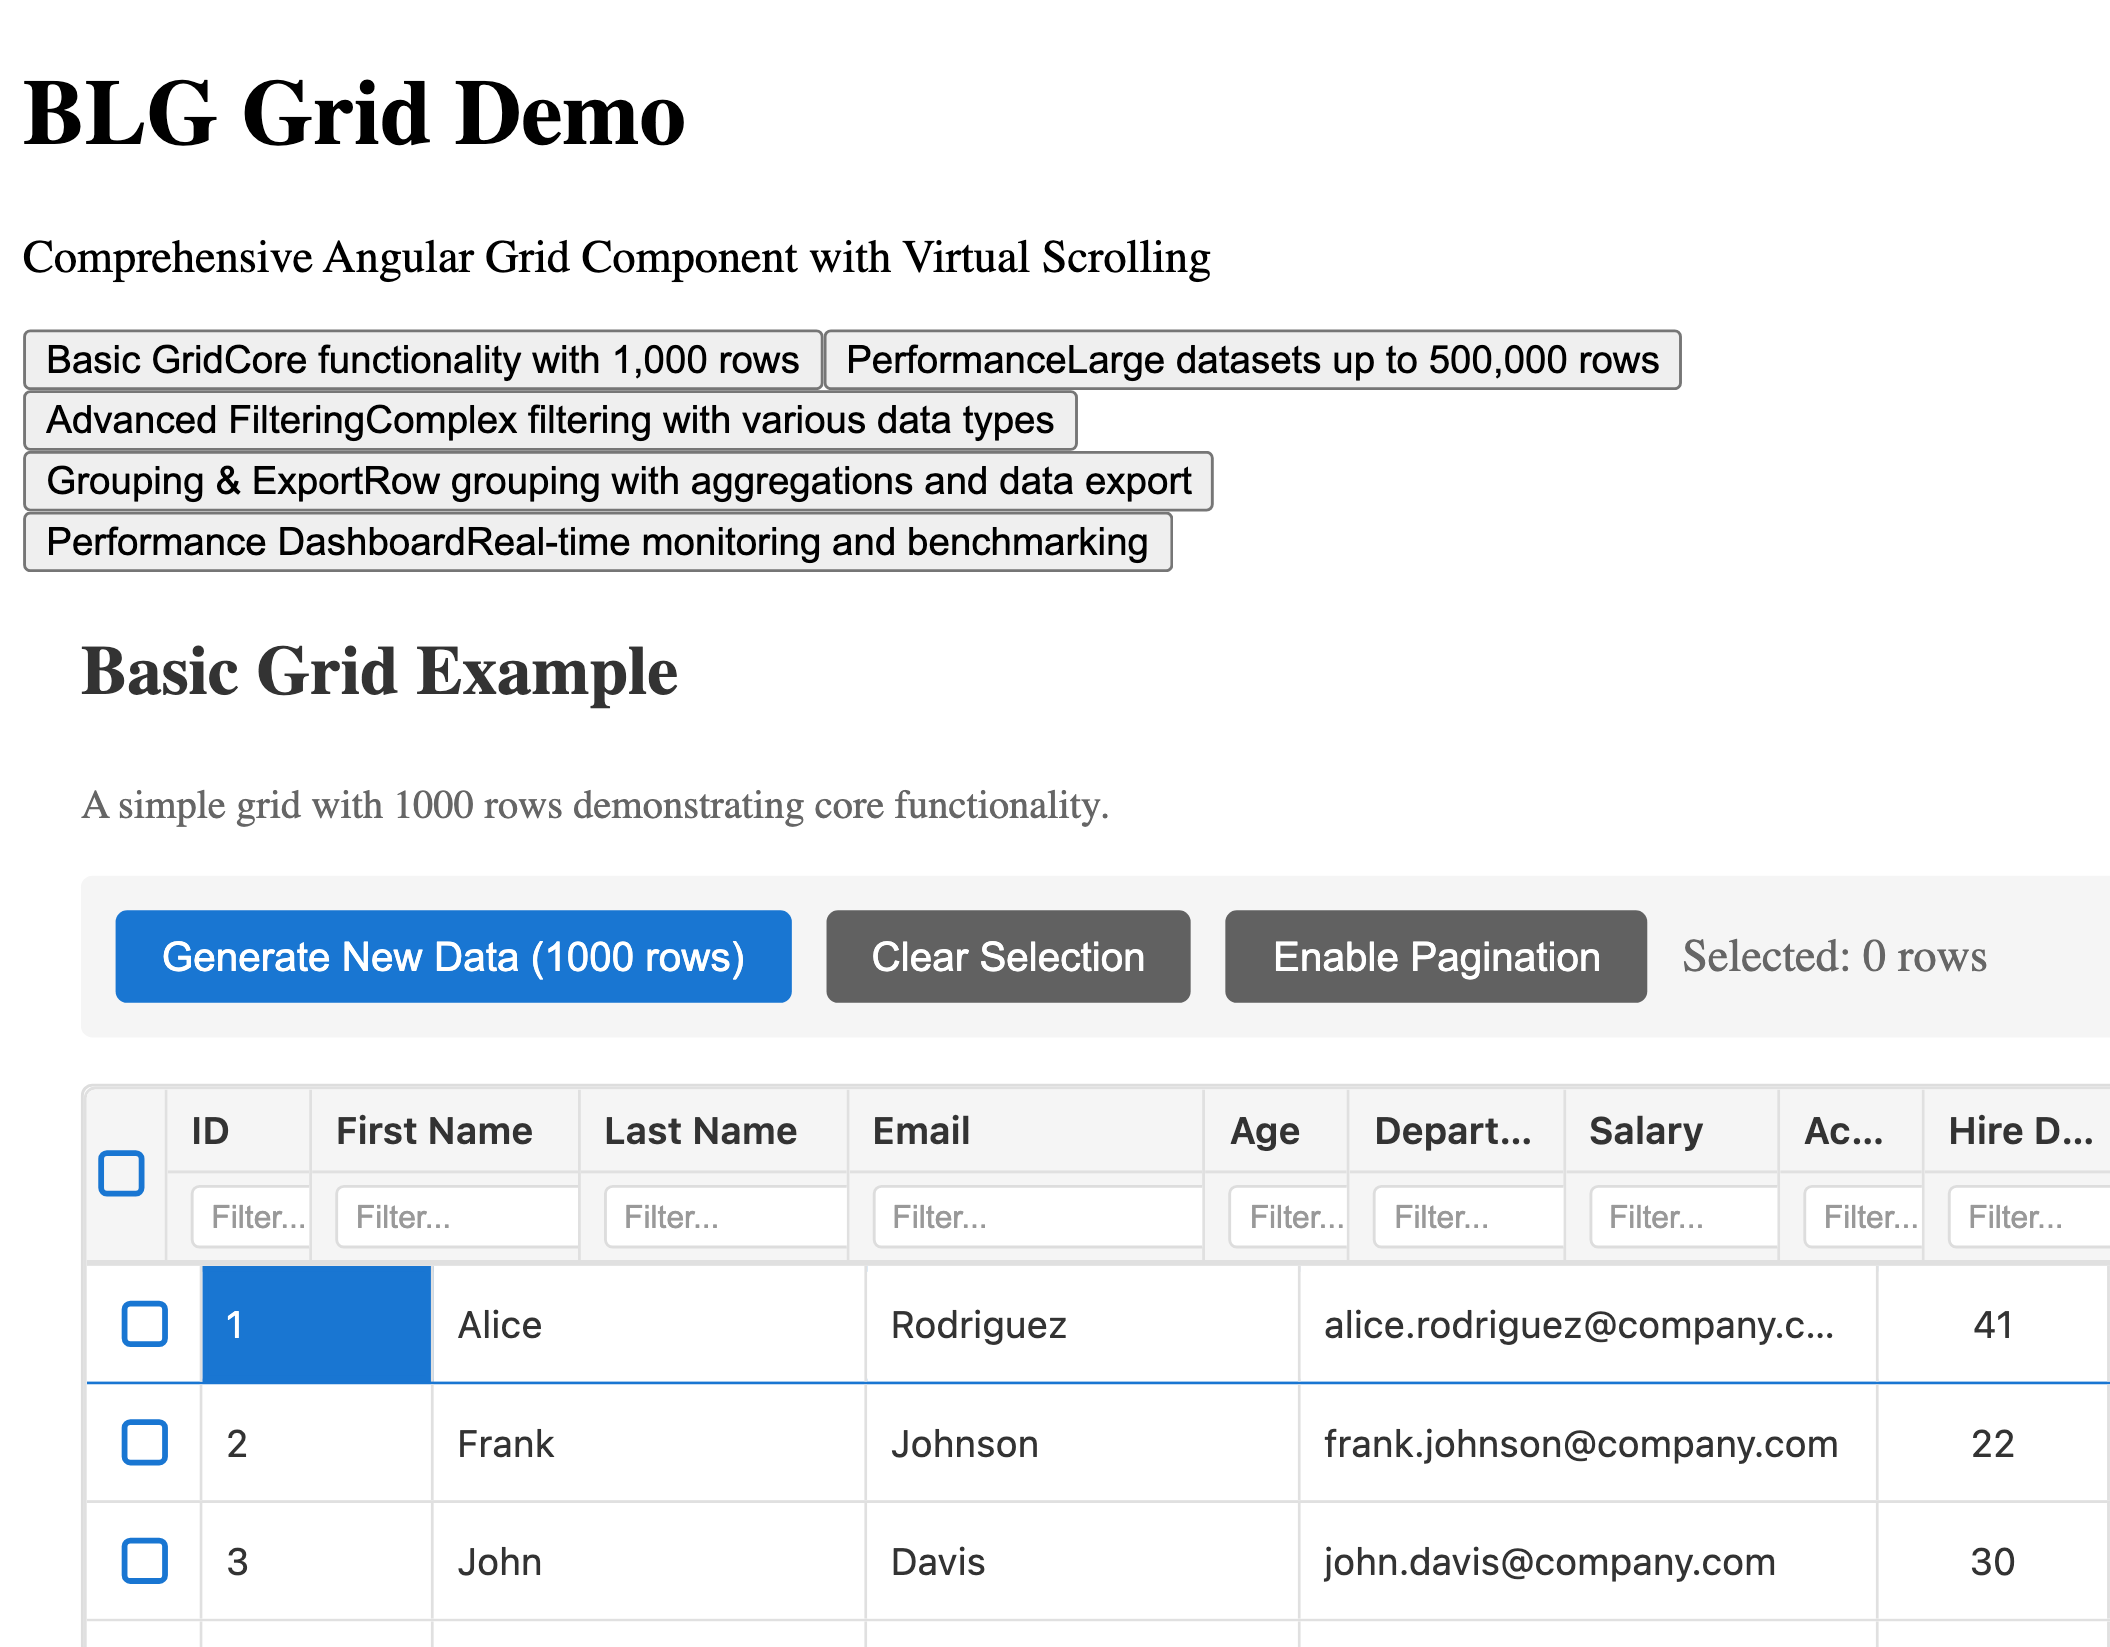 BLG Grid Demo
Comprehensive Angular Grid Component with Virtual Scrolling
Basic GridCore functionality with 1,000 rows PerformanceLarge datasets up to 500,000 rows
Advanced FilteringComplex filtering with various data types
Grouping & ExportRow grouping with aggregations and data export
Performance DashboardReal-time monitoring and benchmarking
Basic Grid Example
A simple grid with 1000 rows demonstrating core functionality.
Generate New Data (1000 rows) Clear Selection Enable Pagination Selected: 0 rows
ID First Name Last Name Email Age Depart... Salary Ac... Hire D...
Filter... Filter... Filter... Filter... Filter... Filter... Filter... Filter... Filter...
1 Alice Rodriguez alice.rodriguez@company.c... 41
2 Frank Johnson frank.johnson@company.com 22
3 John Davis john.davis@company.com 30